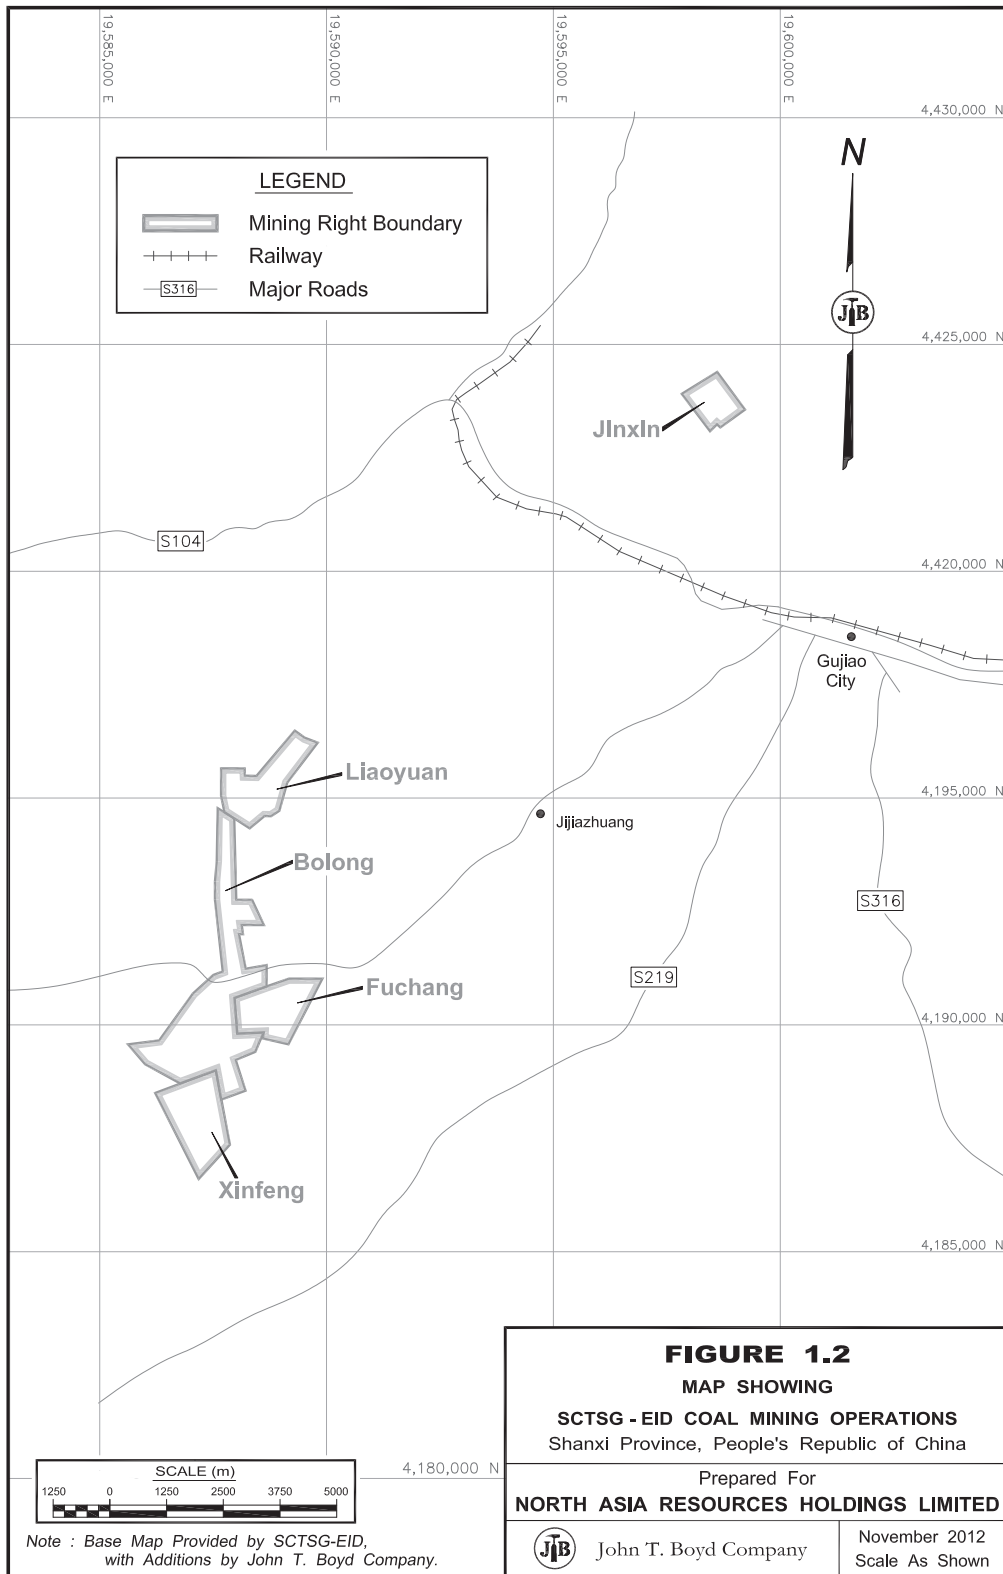 19,585,000 E
19,590,000 E
19,595,000 E
19,600,000 E
4,430,000 N
N
LEGEND
Mining Right Boundary
Railway
S316 Major Roads
JTB
4,425,000 N
JInxIn
S104
4,420,000 N
Gujiao
City
Liaoyuan
4,195,000 N
Jijiazhuang
Bolong
S316
S219
Fuchang
4,190,000 N
Xinfeng
4,185,000 N
FIGURE 1.2
MAP SHOWING
SCTSG - EID COAL MINING OPERATIONS
Shanxi Province, People's Republic of China
SCALE (m)
1250 0 1250 2500 3750 5000
4,180,000 N
Prepared For
NORTH ASIA RESOURCES HOLDINGS LIMITED
Note : Base Map Provided by SCTSG-EID,
with Additions by John T. Boyd Company.
JTB John T. Boyd Company
November 2012
Scale As Shown